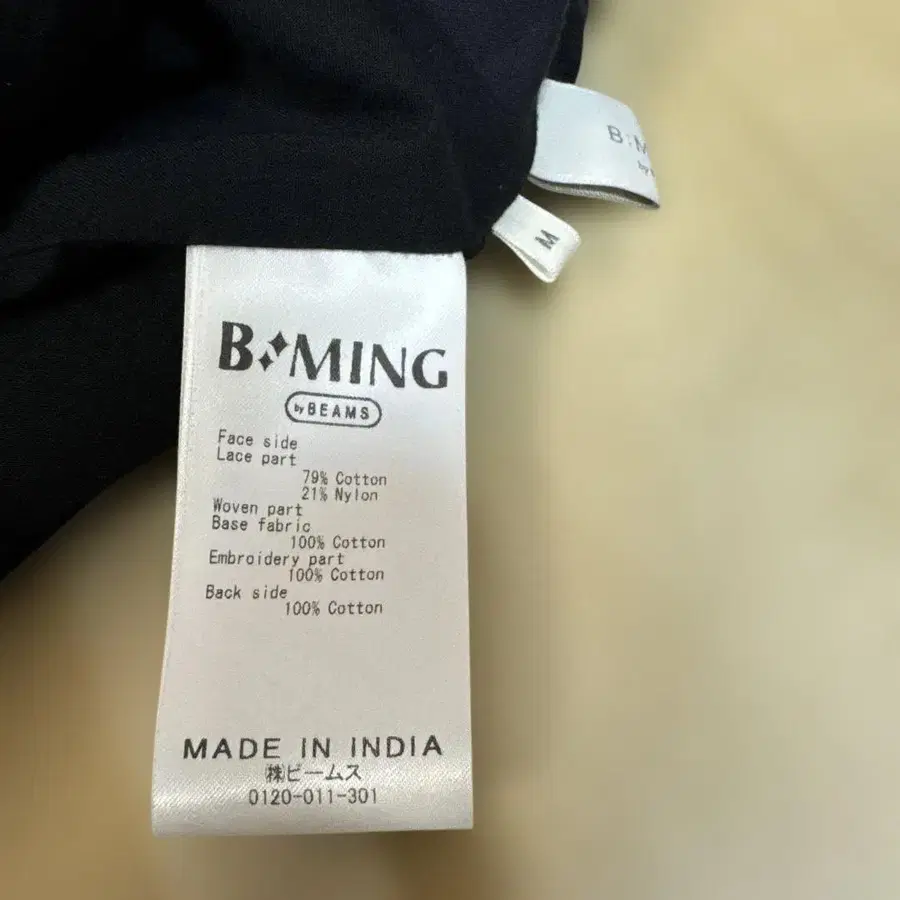 B:M
by
M
B:MING
by BEAMS
Face side
Lace part
79% Cotton
21% Nylon
Woven part
Base fabric
100% Cotton
Embroidery part
100% Cotton
Back side
100% Cotton
MADE IN INDIA
㈱ビームス
0120-011-301